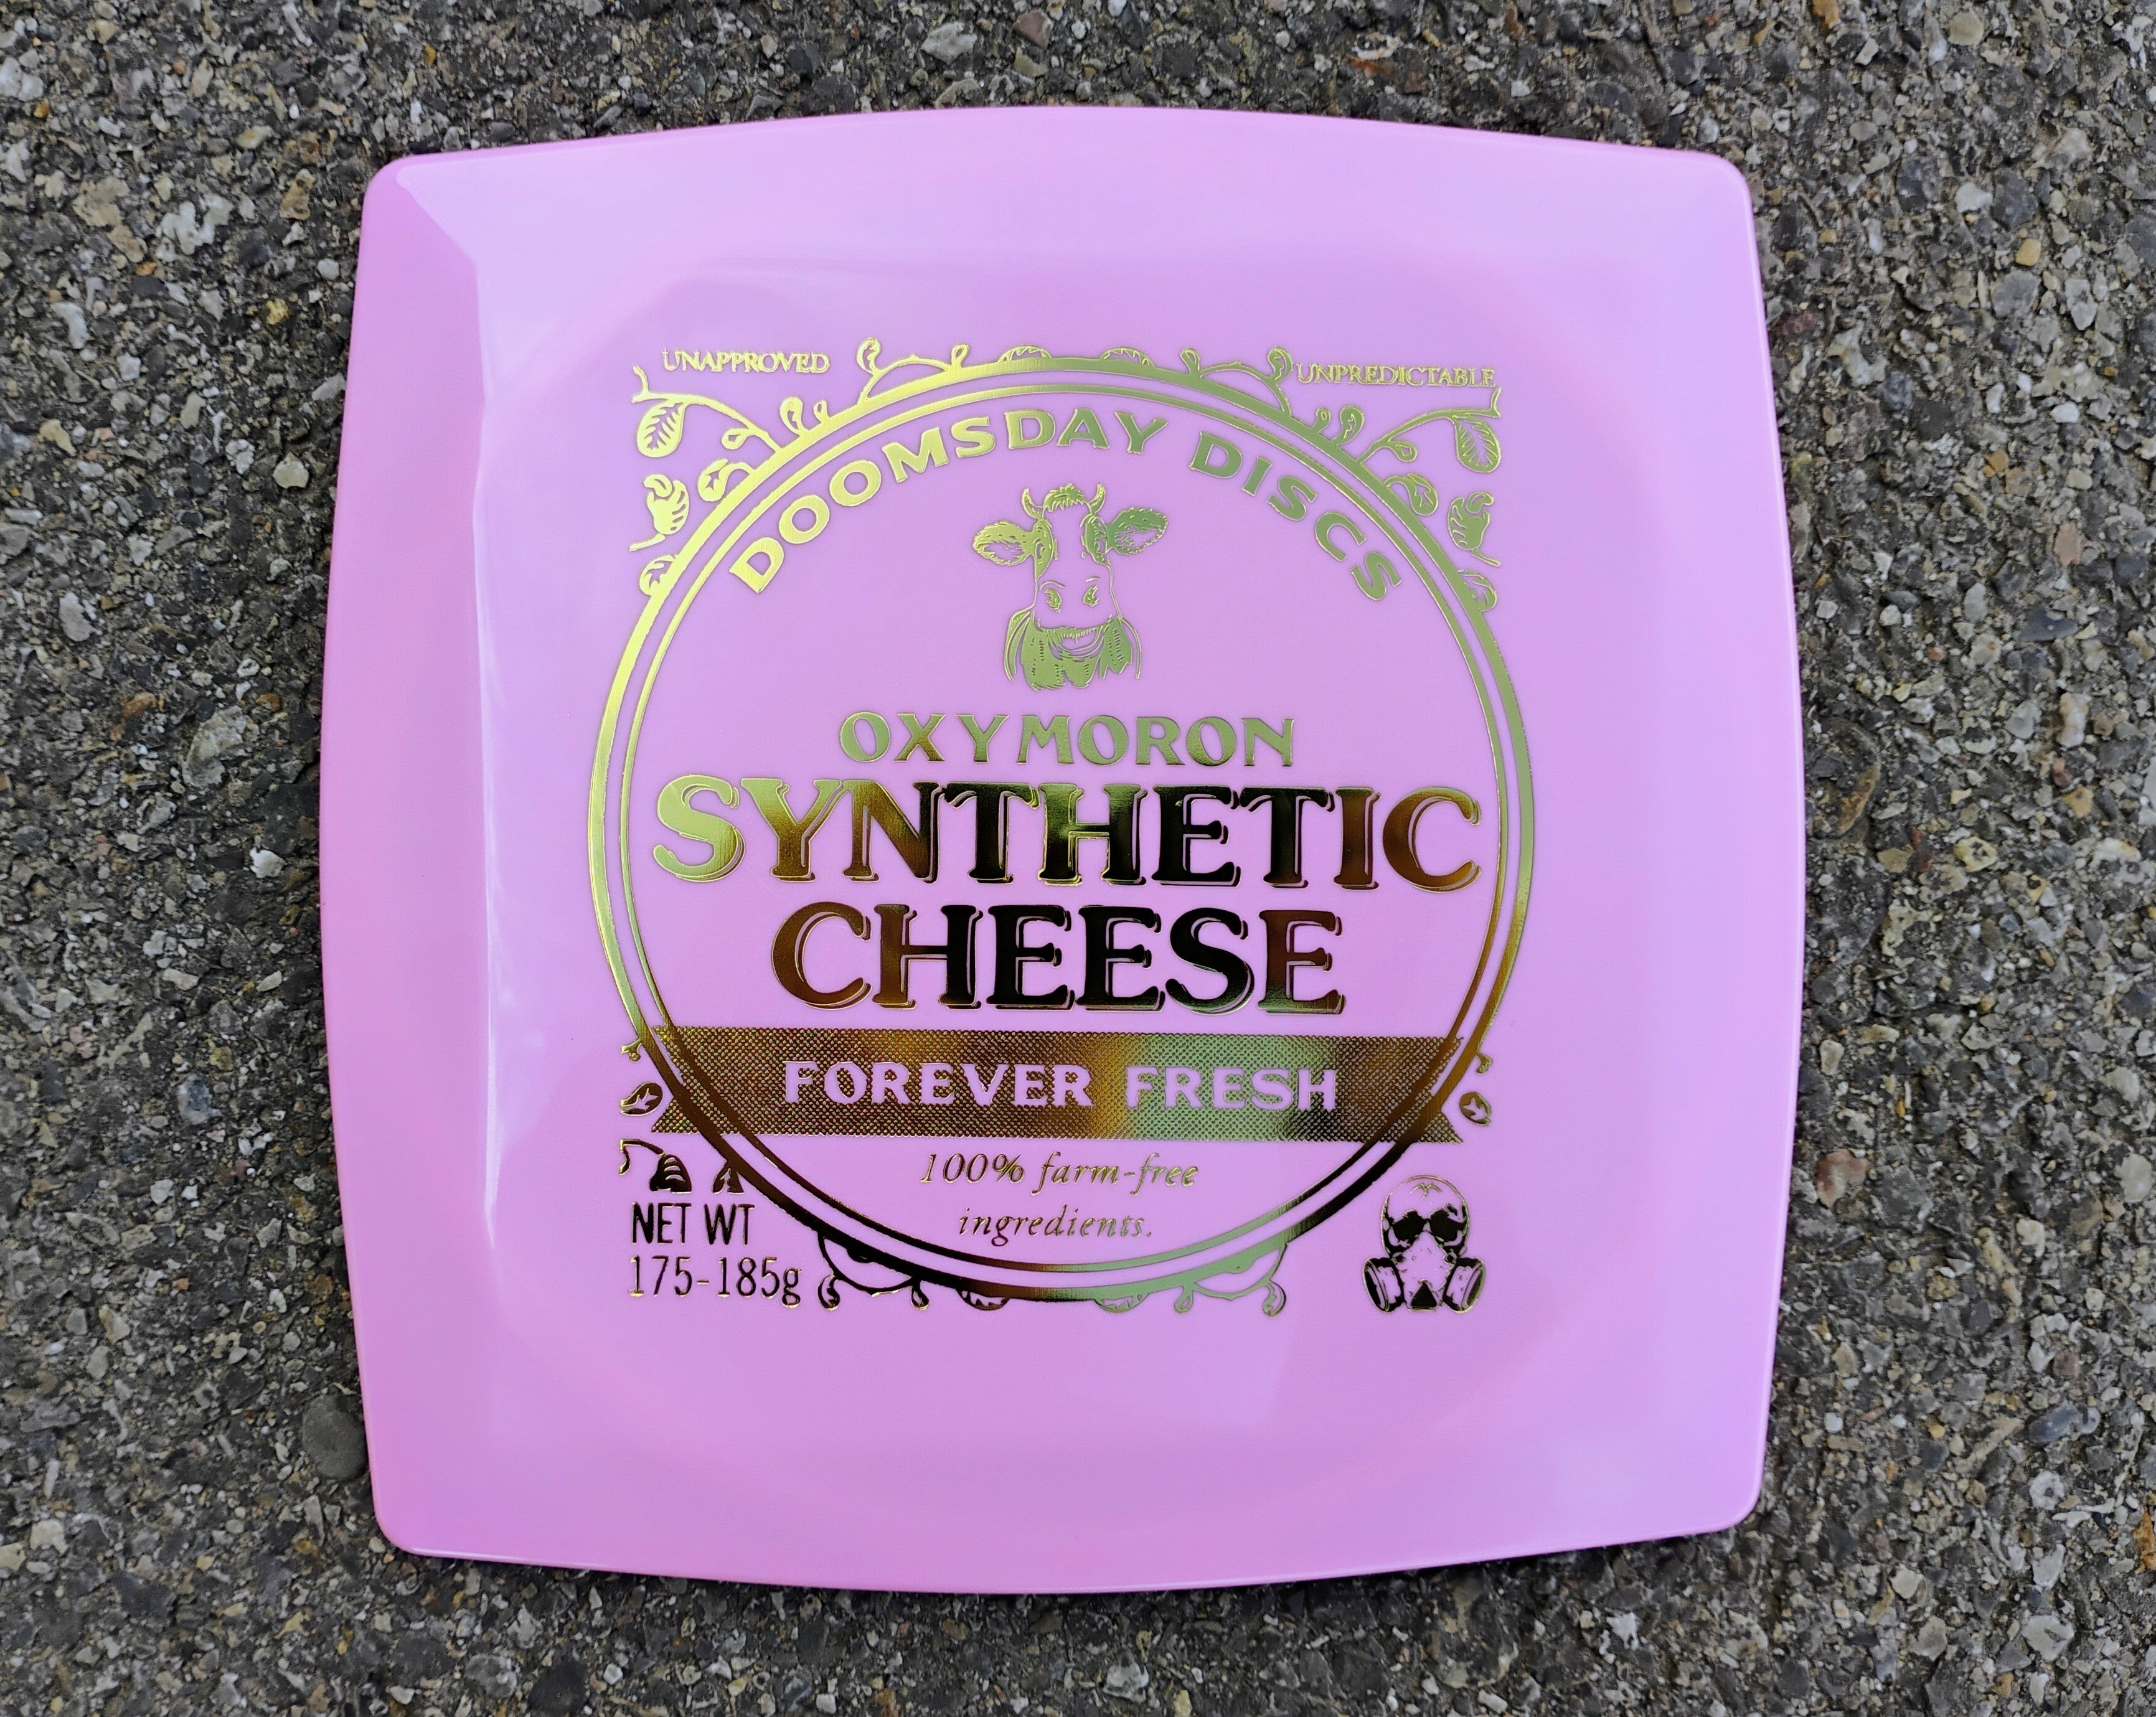 UNAPPROVED
UNPREDICTABLE
DOOMSDAY DISCS
OXYMORON
SYNTHETIC
CHEESE
FOREVER FRESH
100% farm-free
ingredients.
NET WT
175-185g